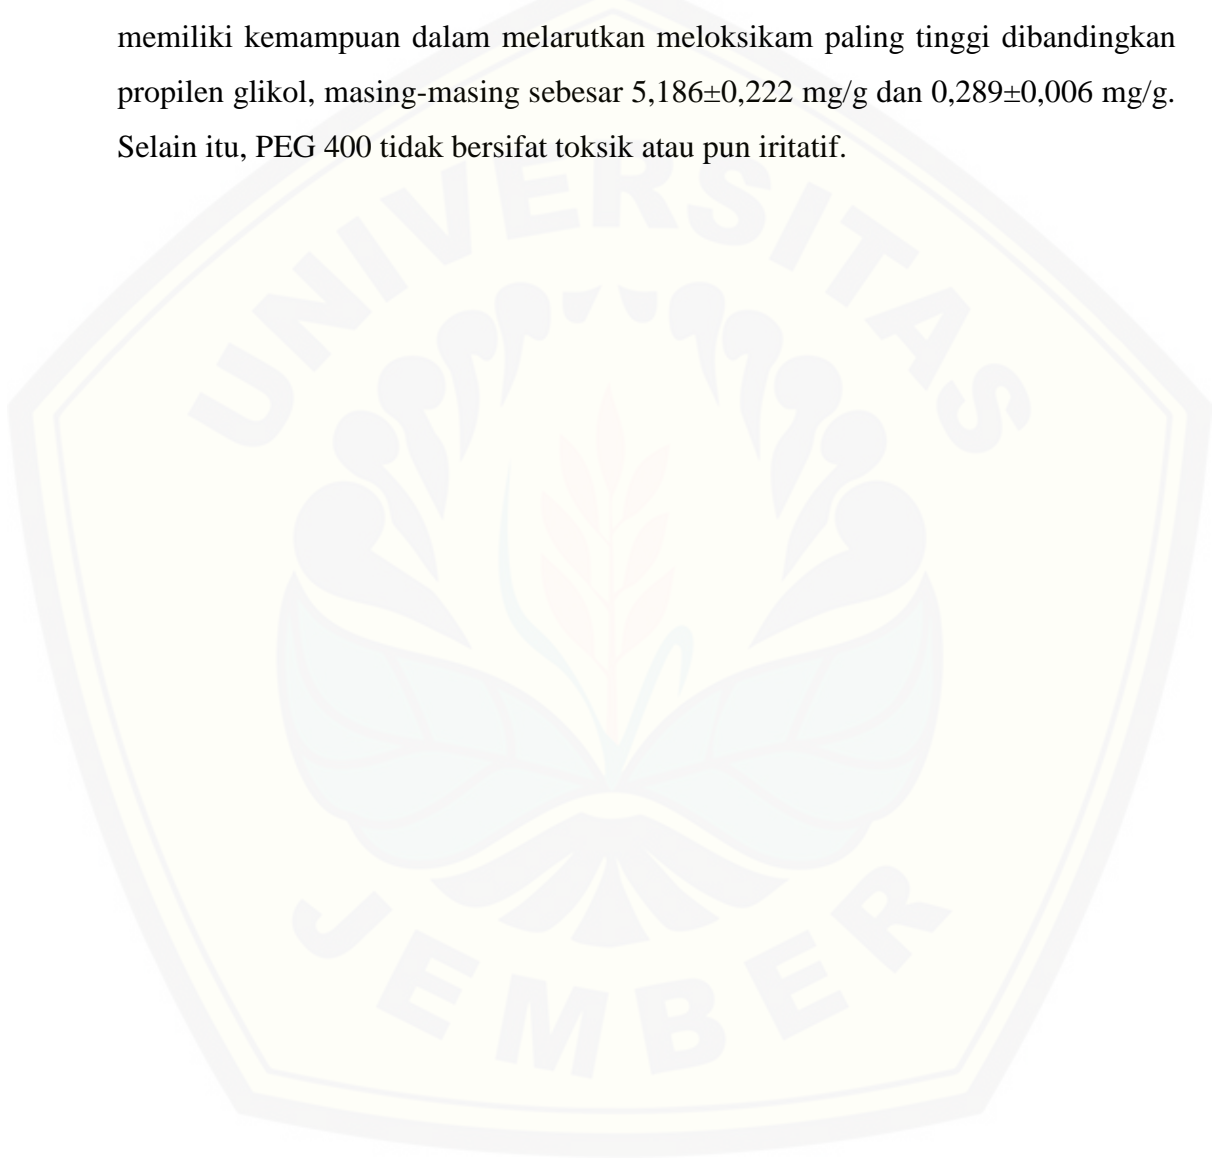 memiliki kemampuan dalam melarutkan meloksikam paling tinggi dibandingkan
propilen glikol, masing-masing sebesar 5,186±0,222 mg/g dan 0,289±0,006 mg/g.
Selain itu, PEG 400 tidak bersifat toksik atau pun iritatif.
UNIVERSITAS
JEMBER